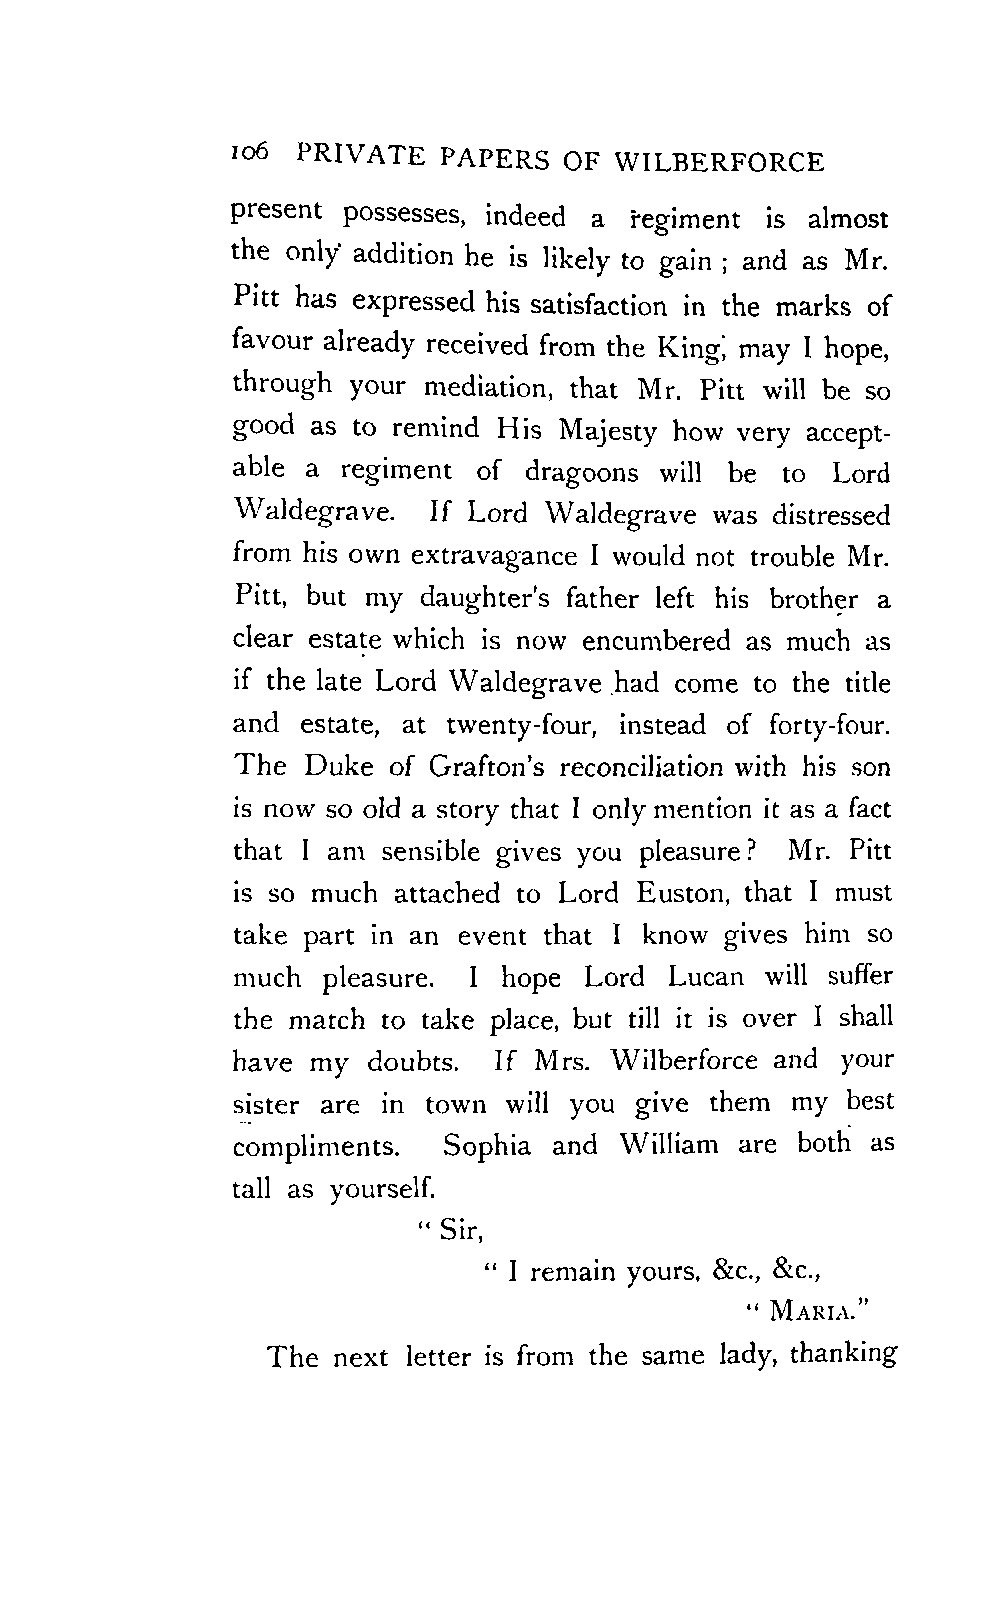 106 PRIVATE PAPERS OF WILBERFORCE
present possesses, indeed a regiment is almost
the only addition he is likely to gain ; and as Mr.
Pitt has expressed his satisfaction in the marks of
favour already received from the King, may I hope,
through your mediation, that Mr. Pitt will be so
good as to remind His Majesty how very accept-
able a regiment of dragoons will be to Lord
Waldegrave. If Lord Waldegrave was distressed
from his own extravagance I would not trouble Mr.
Pitt, but my daughter's father left his brother a
clear estate which is now encumbered as much as
if the late Lord Waldegrave had come to the title
and estate, at twenty-four, instead of forty-four.
The Duke of Grafton's reconciliation with his son
is now so old a story that I only mention it as a fact
that I am sensible gives you pleasure? Mr. Pitt
is so much attached to Lord Euston, that I must
take part in an event that I know gives him so
much pleasure. I hope Lord Lucan will suffer
the match to take place, but till it is over I shall
have my doubts. If Mrs. Wilberforce and your
sister are in town will you give them my best
compliments. Sophia and William are both as
tall as yourself.
“ Sir,
“ I remain yours, &c., &c.,
“ MARIA.”
The next letter is from the same lady, thanking